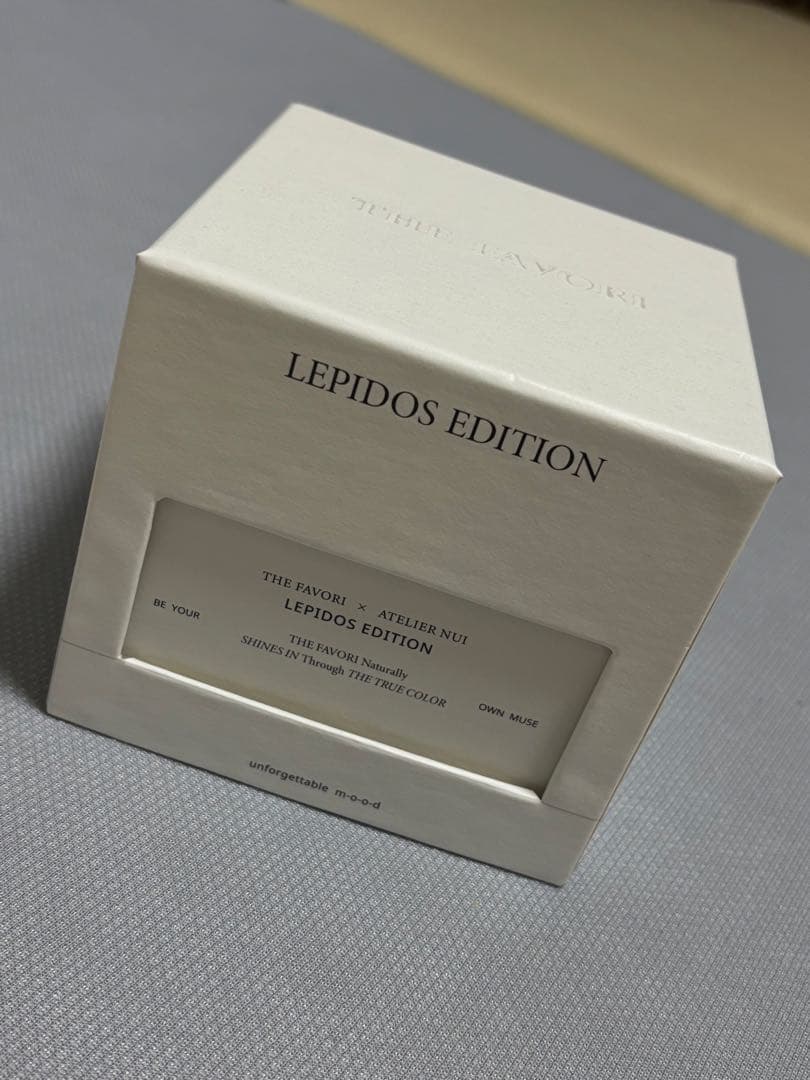 THE FAVORI
LEPIDOS EDITION
THE FAVORI × ATELIER NUI
LEPIDOS EDITION
BE YOUR
THE FAVORI Naturally
SHINES IN Through THE TRUE COLOR
OWN MUSE
unforgettable m-o-o-d